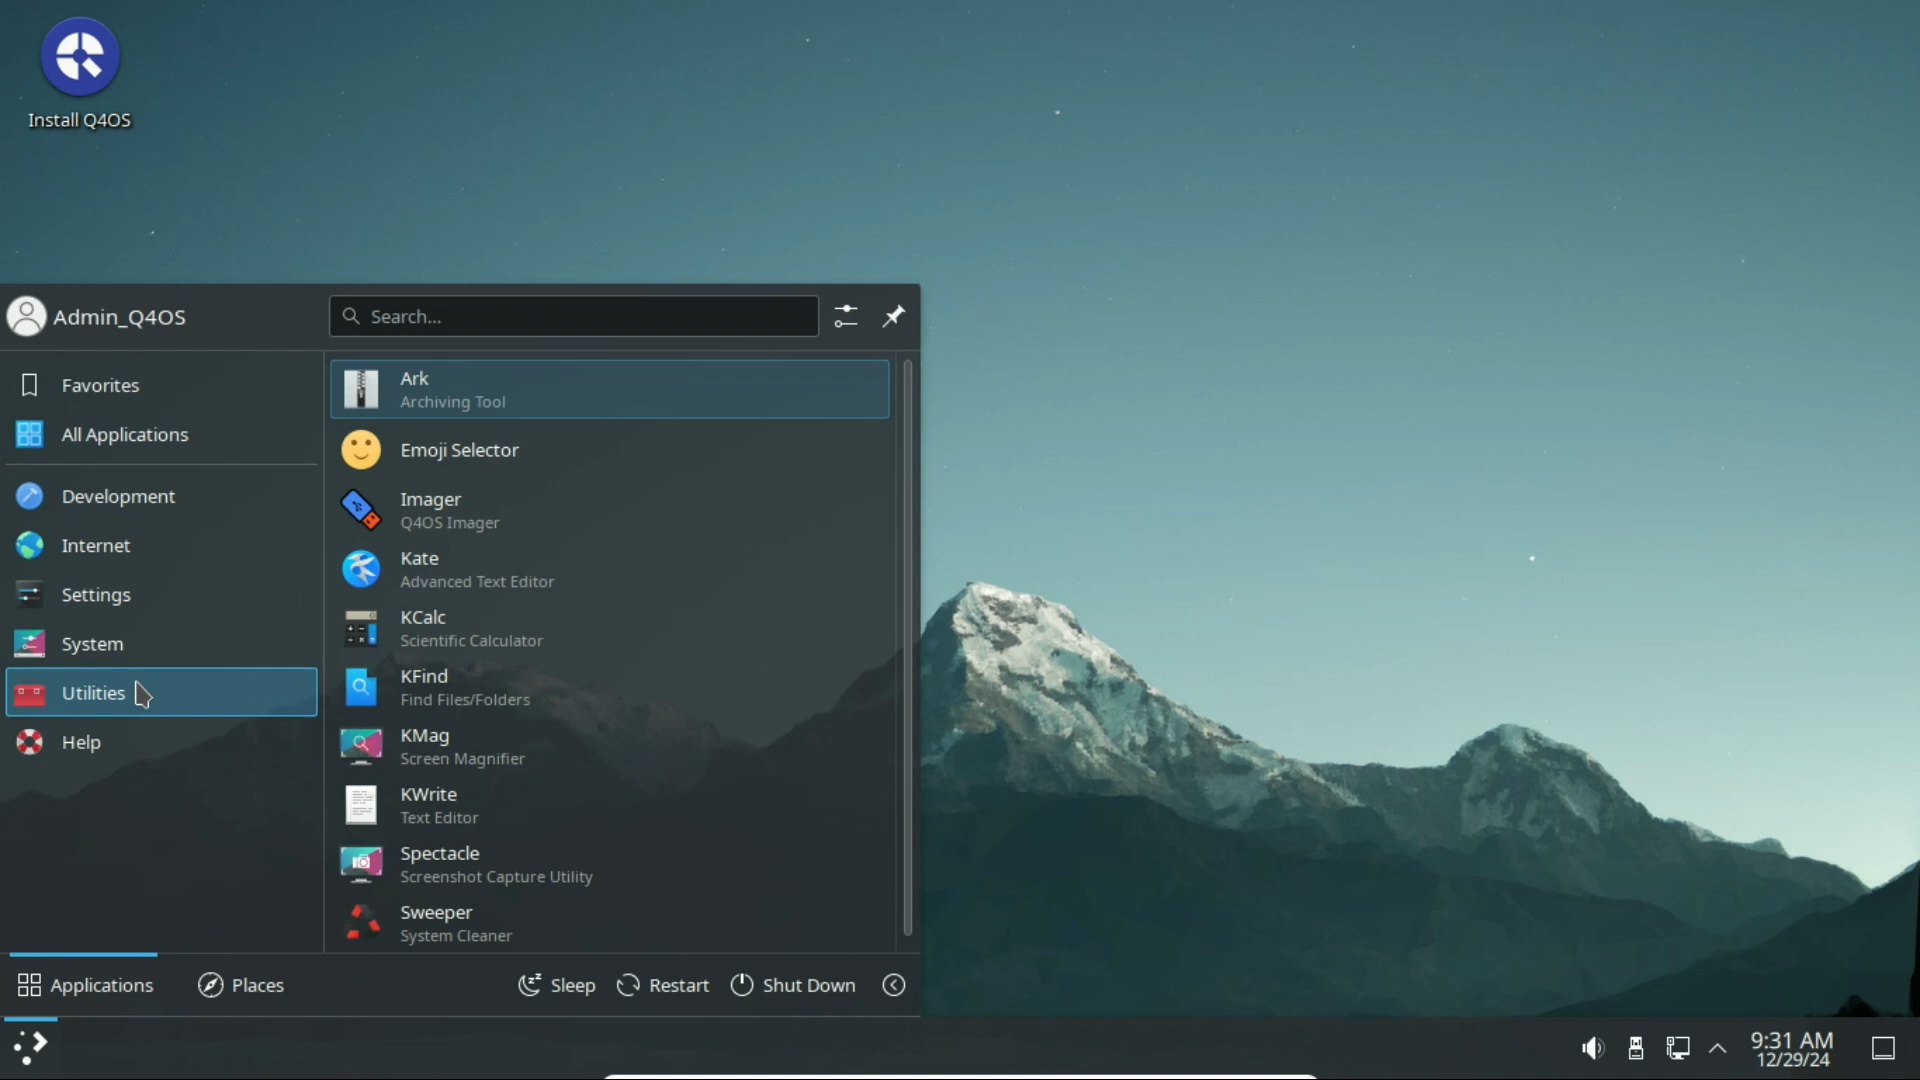 Install Q4OS
Admin_Q4OS
Search...
Favorites
All Applications
Development
Internet
Settings
System
Utilities
Help
Ark
Archiving Tool
Emoji Selector
Imager
Q4OS Imager
Kate
Advanced Text Editor
KCalc
Scientific Calculator
KFind
Find Files/Folders
KMag
Screen Magnifier
KWrite
Text Editor
Spectacle
Screenshot Capture Utility
Sweeper
System Cleaner
Applications
Places
Sleep
Restart
Shut Down
9:31 AM
12/29/24